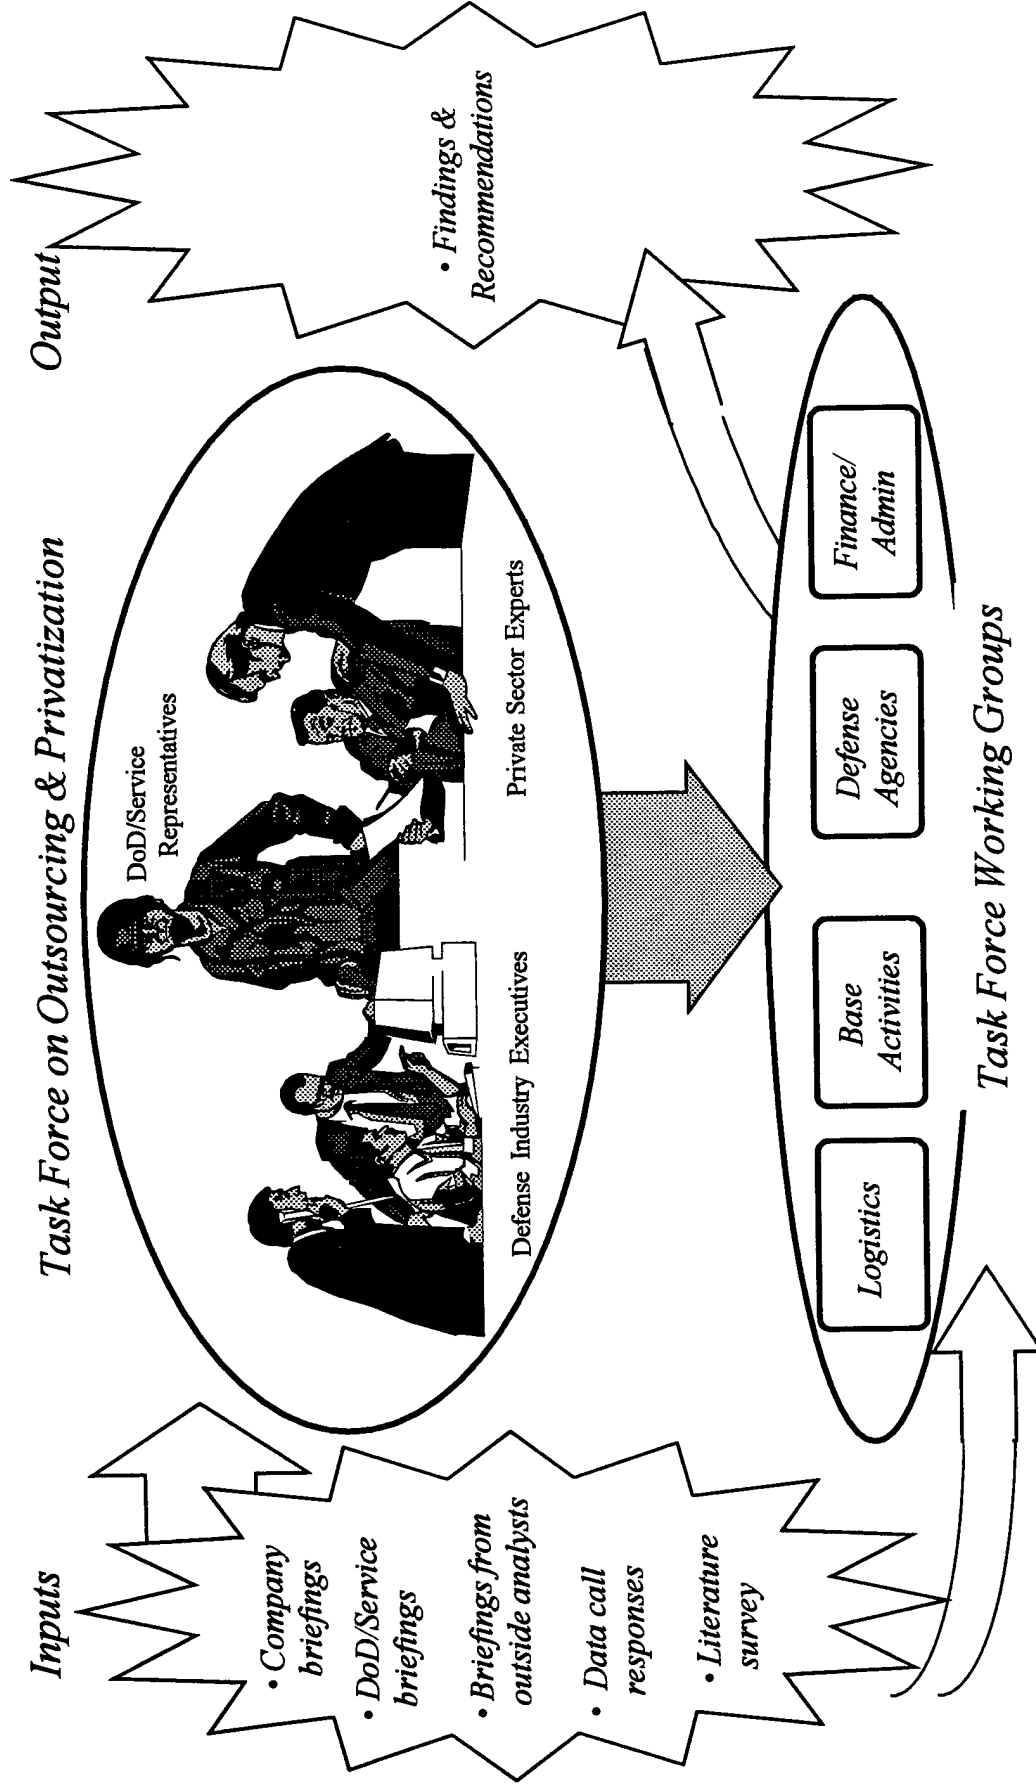 Inputs
Task Force on Outsourcing & Privatization
Output
• Company
briefings
• DoD/Service
briefings
• Briefings from
outside analysts
• Data call
responses
• Literature
survey
DoD/Service
Representatives
Defense Industry Executives
Private Sector Experts
• Findings &
Recommendations
Logistics
Base
Activities
Defense
Agencies
Finance/
Admin
Task Force Working Groups